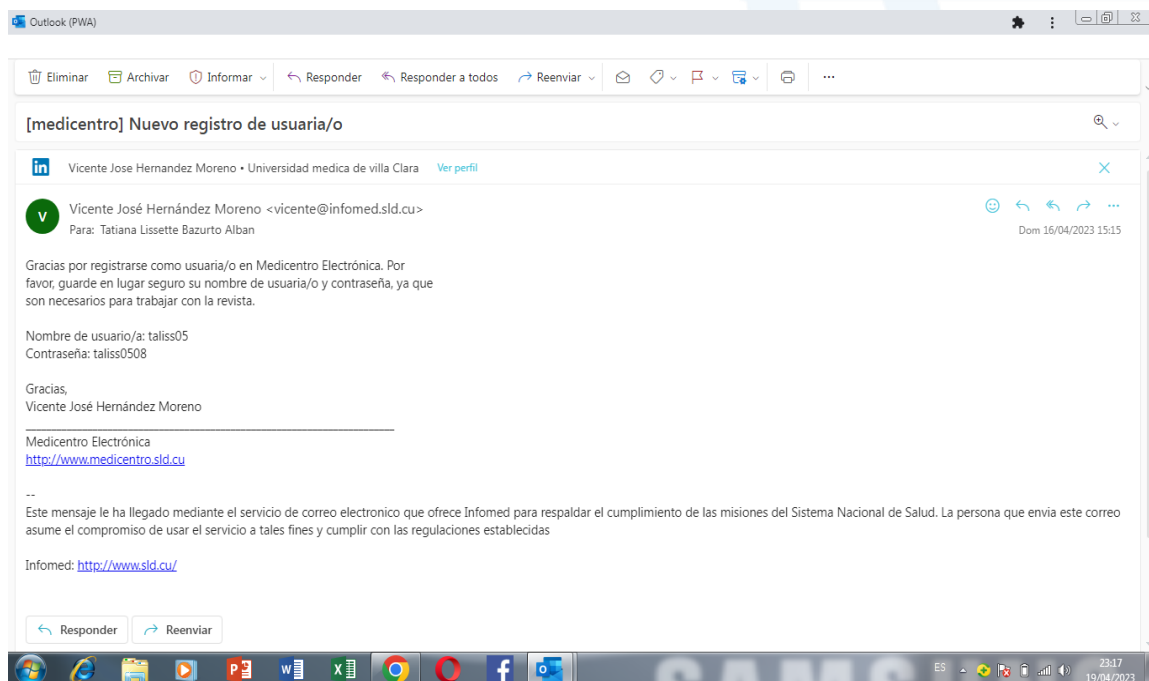 Outlook (PWA)
Eliminar Archivar Informar Responder Responder a todos Reenviar ...
[medicentro] Nuevo registro de usuaria/o
in Vicente Jose Hernandez Moreno • Universidad medica de villa Clara Ver perfil
V Vicente José Hernández Moreno <vicente@infomed.sld.cu>
Para: Tatiana Lissette Bazurto Alban
Dom 16/04/2023 15:15
Gracias por registrarse como usuaria/o en Medicentro Electrónica. Por
favor, guarde en lugar seguro su nombre de usuaria/o y contraseña, ya que
son necesarios para trabajar con la revista.
Nombre de usuario/a: taliss05
Contraseña: taliss0508
Gracias,
Vicente José Hernández Moreno
Medicentro Electrónica
http://www.medicentro.sld.cu
--
Este mensaje le ha llegado mediante el servicio de correo electronico que ofrece Infomed para respaldar el cumplimiento de las misiones del Sistema Nacional de Salud. La persona que envia este correo
asume el compromiso de usar el servicio a tales fines y cumplir con las regulaciones establecidas
Infomed: http://www.sld.cu/
Responder Reenviar
ES 23:17
19/04/2023